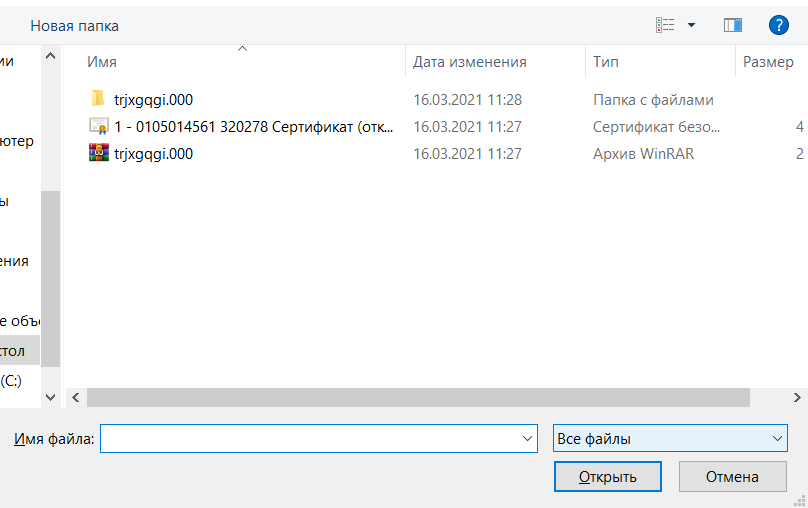 Новая папка
?
ии
ютер
ы
ения
е объ
стол
(C:)
Имя Дата изменения Тип Размер
trjxgqgi.000 16.03.2021 11:28 Папка с файлами
1 - 0105014561 320278 Сертификат (отк... 16.03.2021 11:27 Сертификат безо... 4
trjxgqgi.000 16.03.2021 11:27 Архив WinRAR 2
Имя файла: Все файлы
Открыть Отмена